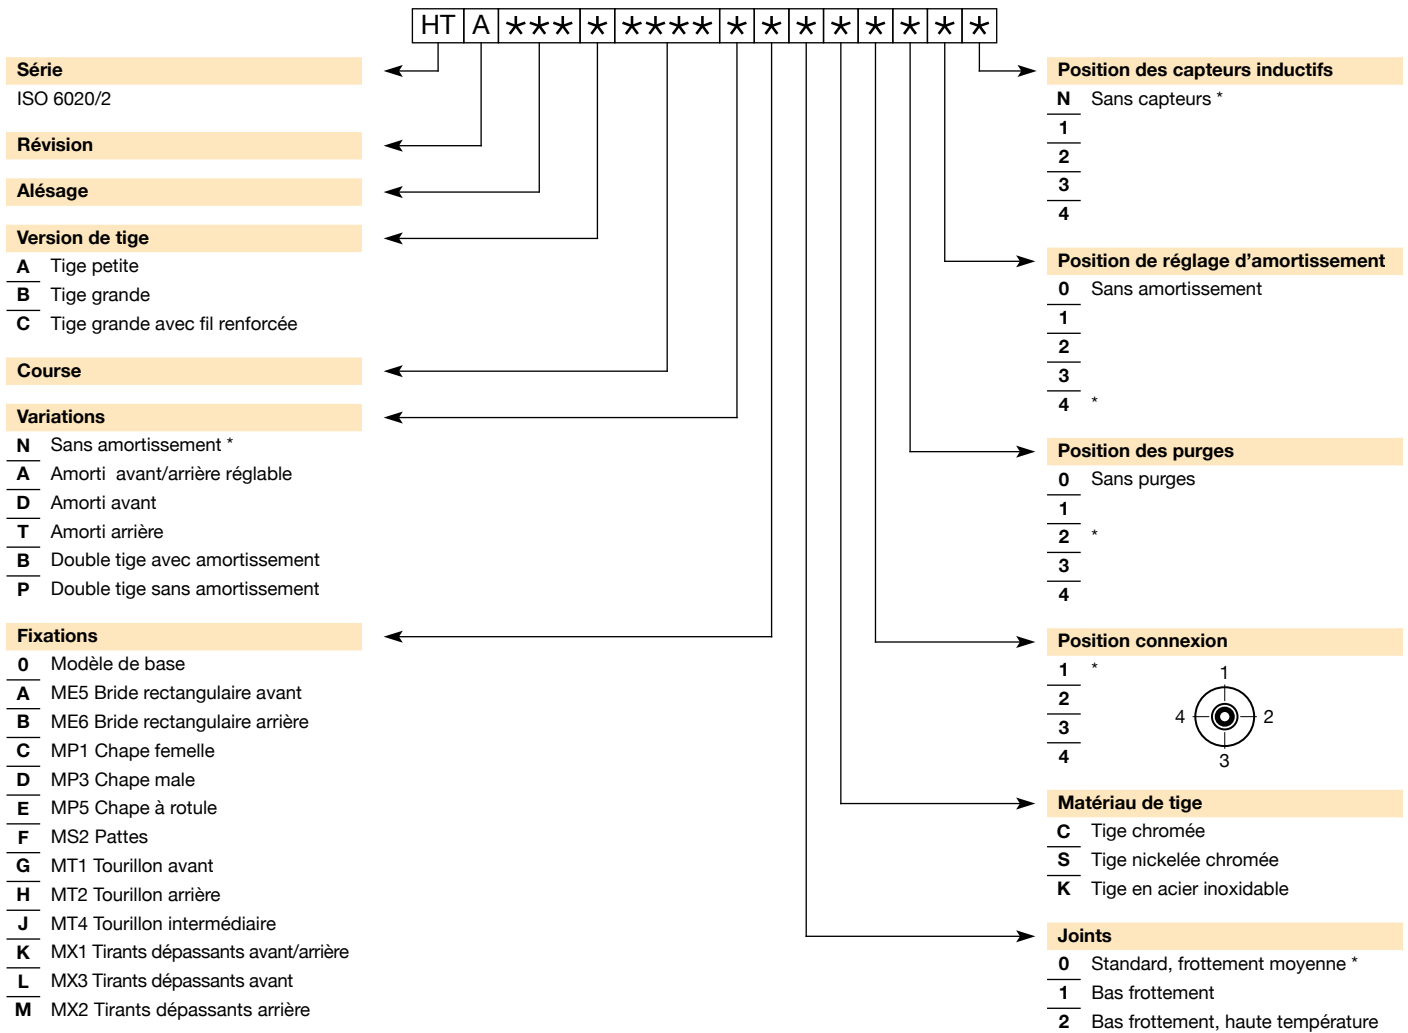 HT A *** * **** * * * * * * * *
Série
ISO 6020/2
Révision
Alésage
Version de tige
A Tige petite
B Tige grande
C Tige grande avec fil renforcée
Course
Variations
N Sans amortissement *
A Amorti avant/arrière réglable
D Amorti avant
T Amorti arrière
B Double tige avec amortissement
P Double tige sans amortissement
Fixations
0 Modèle de base
A ME5 Bride rectangulaire avant
B ME6 Bride rectangulaire arrière
C MP1 Chape femelle
D MP3 Chape male
E MP5 Chape à rotule
F MS2 Pattes
G MT1 Tourillon avant
H MT2 Tourillon arrière
J MT4 Tourillon intermédiaire
K MX1 Tirants dépassants avant/arrière
L MX3 Tirants dépassants avant
M MX2 Tirants dépassants arrière
Position des capteurs inductifs
N Sans capteurs *
1
2
3
4
Position de réglage d'amortissement
0 Sans amortissement
1
2
3
4 *
Position des purges
0 Sans purges
1
2 *
3
4
Position connexion
1 *
2
3
4
1
4 2
3
Matériau de tige
C Tige chromée
S Tige nickelée chromée
K Tige en acier inoxidable
Joints
0 Standard, frottement moyenne *
1 Bas frottement
2 Bas frottement, haute température